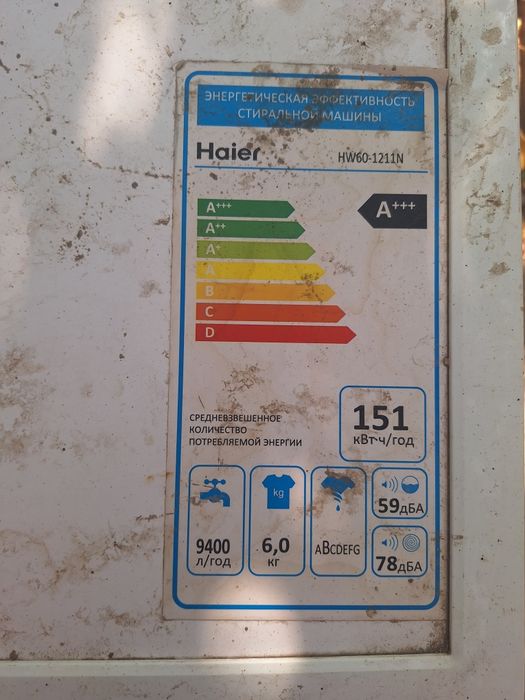 ЭНЕРГЕТИЧЕСКАЯ ЭФФЕКТИВНОСТЬ
СТИРАЛЬНОЙ МАШИНЫ
Haier HW60-1211N
A+++ A+++
A++
A+
A
B
C
D
СРЕДНЕВЗВЕШЕННОЕ
КОЛИЧЕСТВО
ПОТРЕБЛЯЕМОЙ ЭНЕРГИИ
151
кВт·ч/год
kg
9400
л/год
6,0
кг
ABCDEFG
59дБА
78дБА